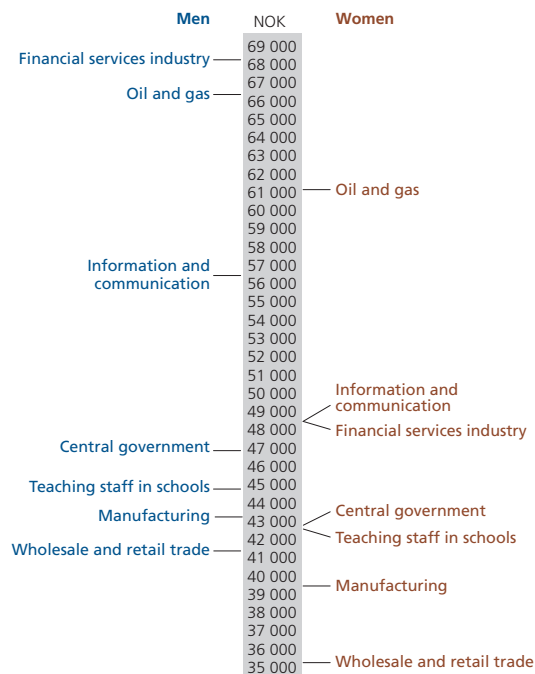 Men NOK Women
69 000
Financial services industry
68 000
67 000
Oil and gas
66 000
65 000
64 000
63 000
62 000
61 000
Oil and gas
60 000
59 000
58 000
Information and
communication
57 000
56 000
55 000
54 000
53 000
52 000
51 000
50 000
Information and
communication
49 000
48 000
Financial services industry
Central government
47 000
46 000
Teaching staff in schools
45 000
44 000
Manufacturing
43 000
Central government
42 000
Teaching staff in schools
Wholesale and retail trade
41 000
40 000
Manufacturing
39 000
38 000
37 000
36 000
35 000
Wholesale and retail trade